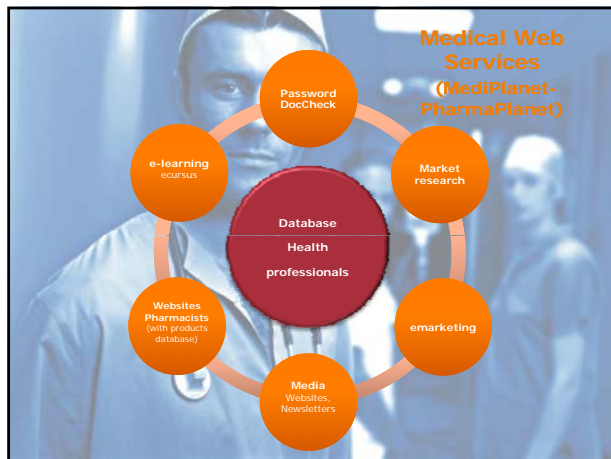 Medical Web
Services
(MediPlanet-
PharmaPlanet)
Password
DocCheck
Market
research
emarketing
Media
Websites,
Newsletters
Websites
Pharmacists
(with products
database)
e-learning
ecursus
Database
Health
professionals